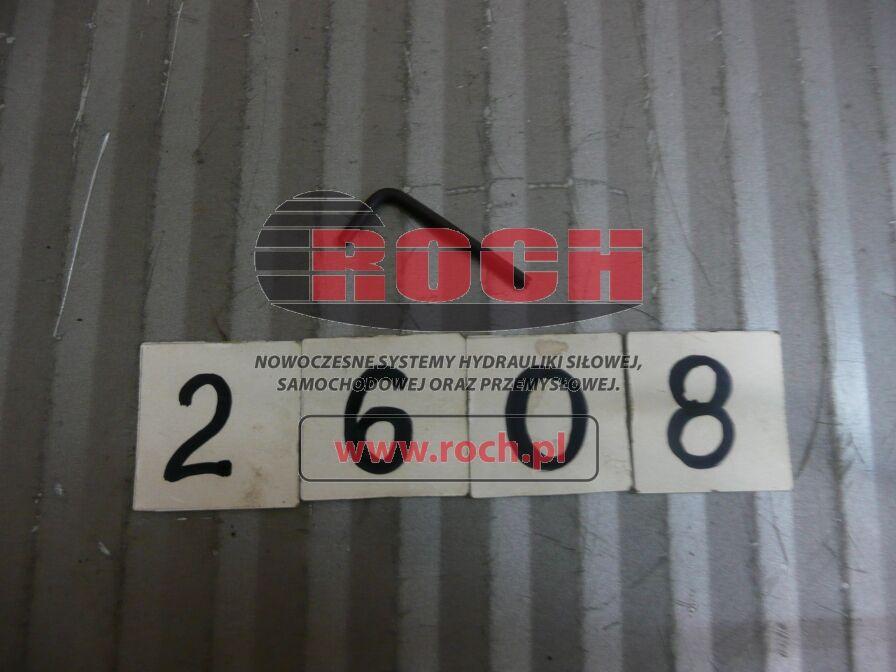 ROCH
NOWOCZESNE SYSTEMY HYDRAULIKI SIŁOWEJ,
SAMOCHODOWEJ ORAZ PRZEMYSŁOWEJ.
2 6 0 8
www.roch.pl